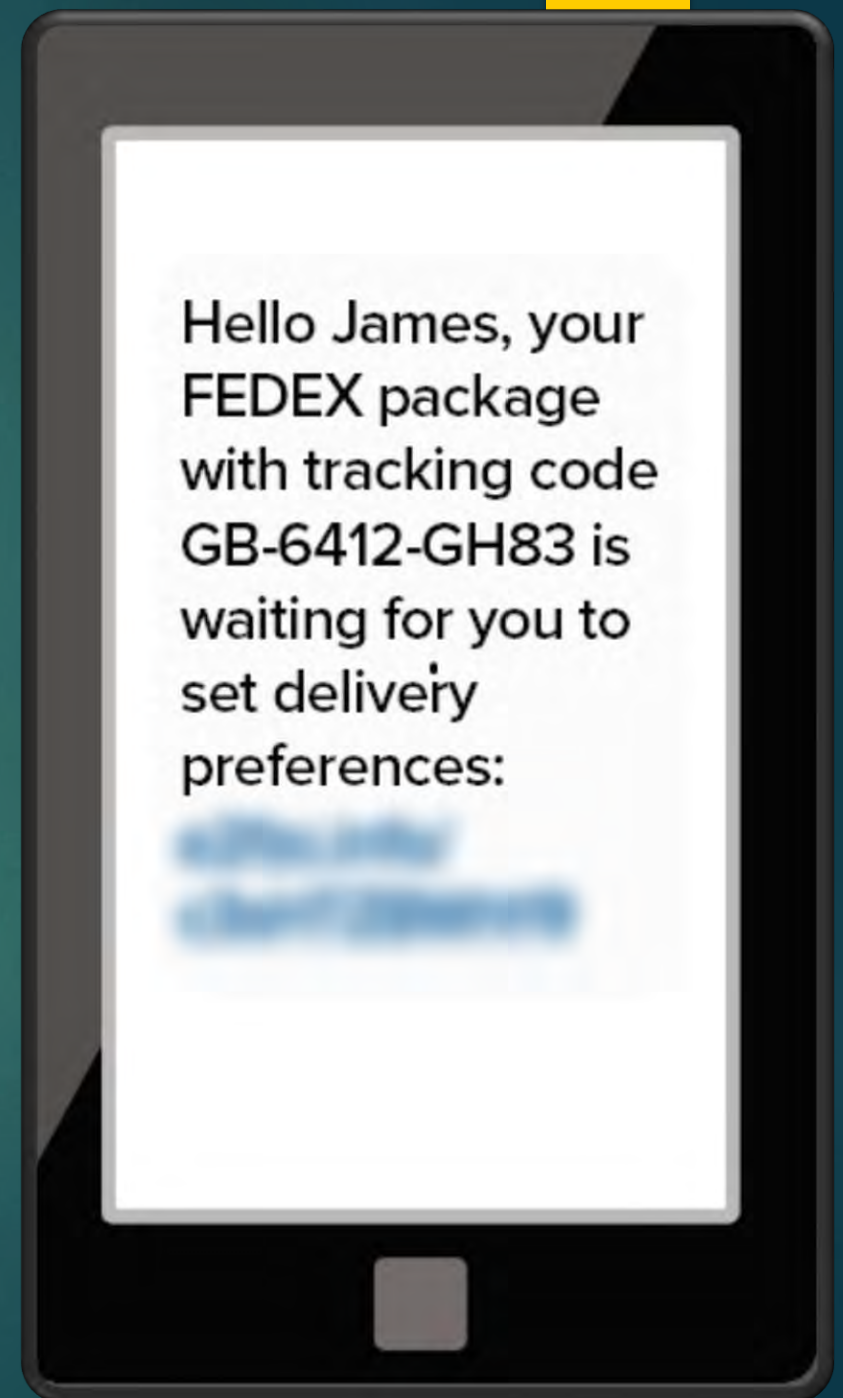 Hello James, your
FEDEX package
with tracking code
GB-6412-GH83 is
waiting for you to
set delivery
preferences: